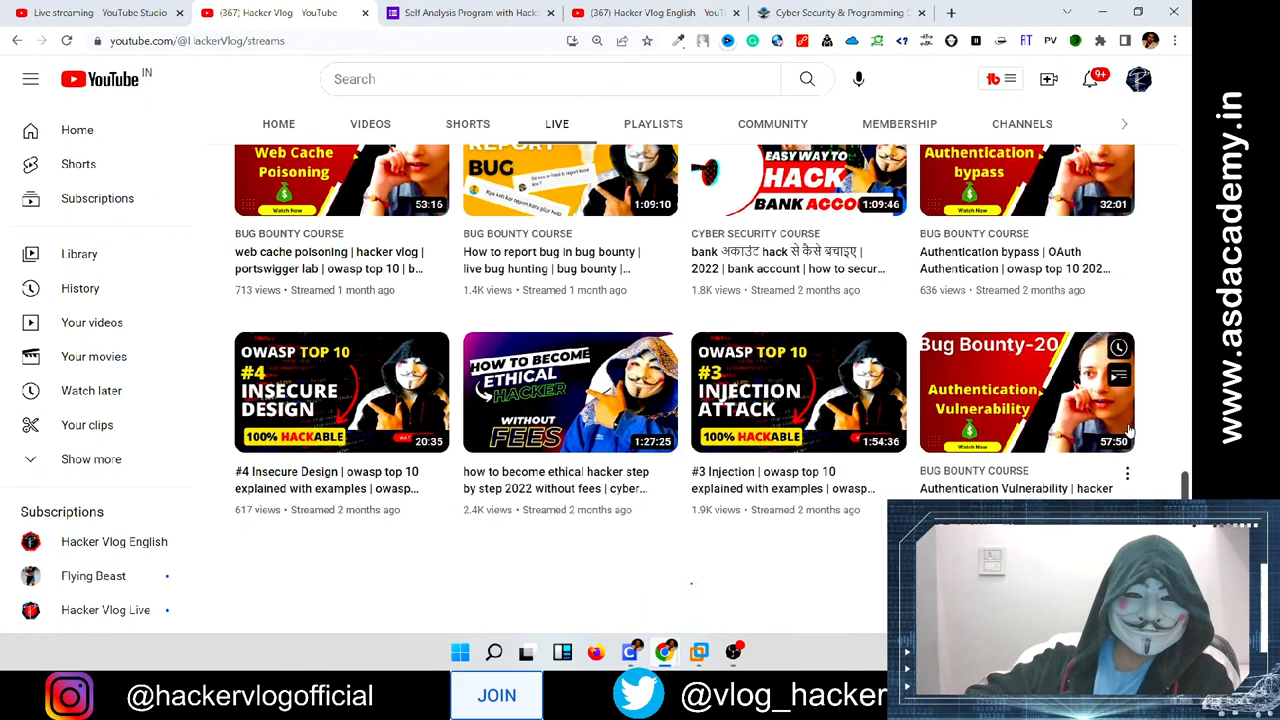 Live streaming - YouTube Studio
(367) Hacker Vlog - YouTube
Self Analysis Program with Hack
(367) Hacker Vlog English - YouTu
Cyber Security & Programming C
youtube.com/@HackerVlog/streams
YouTube IN
Search
9+
HOME
VIDEOS
SHORTS
LIVE
PLAYLISTS
COMMUNITY
MEMBERSHIP
CHANNELS
Home
Shorts
Subscriptions
Library
History
Your videos
Your movies
Watch later
Your clips
Show more
Subscriptions
Hacker Vlog English
Flying Beast
Hacker Vlog Live
Web Cache
Poisoning
Watch Now
53:16
REPORT
BUG
1:09:10
EASY WAY TO
HACK
BANK ACCO
1:09:46
Authentication
bypass
Watch Now
32:01
BUG BOUNTY COURSE
web cache poisoning | hacker vlog |
portswigger lab | owasp top 10 | b...
713 views • Streamed 1 month ago
BUG BOUNTY COURSE
How to report bug in bug bounty |
live bug hunting | bug bounty |...
1.4K views • Streamed 1 month ago
CYBER SECURITY COURSE
bank अकाउंट hack से कैसे बचाइए |
2022 | bank account | how to secur...
1.8K views • Streamed 2 months ago
BUG BOUNTY COURSE
Authentication bypass | OAuth
Authentication | owasp top 10 202...
636 views • Streamed 2 months ago
OWASP TOP 10
#4
INSECURE
DESIGN
100% HACKABLE
20:35
HOW TO BECOME
ETHICAL
HACKER
WITHOUT
FEES
1:27:25
OWASP TOP 10
#3
INJECTION
ATTACK
100% HACKABLE
1:54:36
Bug Bounty-20
Authentication
Vulnerability
Watch Now
57:50
#4 Insecure Design | owasp top 10
explained with examples | owasp...
617 views • Streamed 2 months ago
how to become ethical hacker step
by step 2022 without fees | cyber...
2.4K views • Streamed 2 months ago
#3 Injection | owasp top 10
explained with examples | owasp...
1.9K views • Streamed 2 months ago
BUG BOUNTY COURSE
Authentication Vulnerability | hacker
@hackervlogofficial
JOIN
@vlog_hacker
www.asdacademy.in